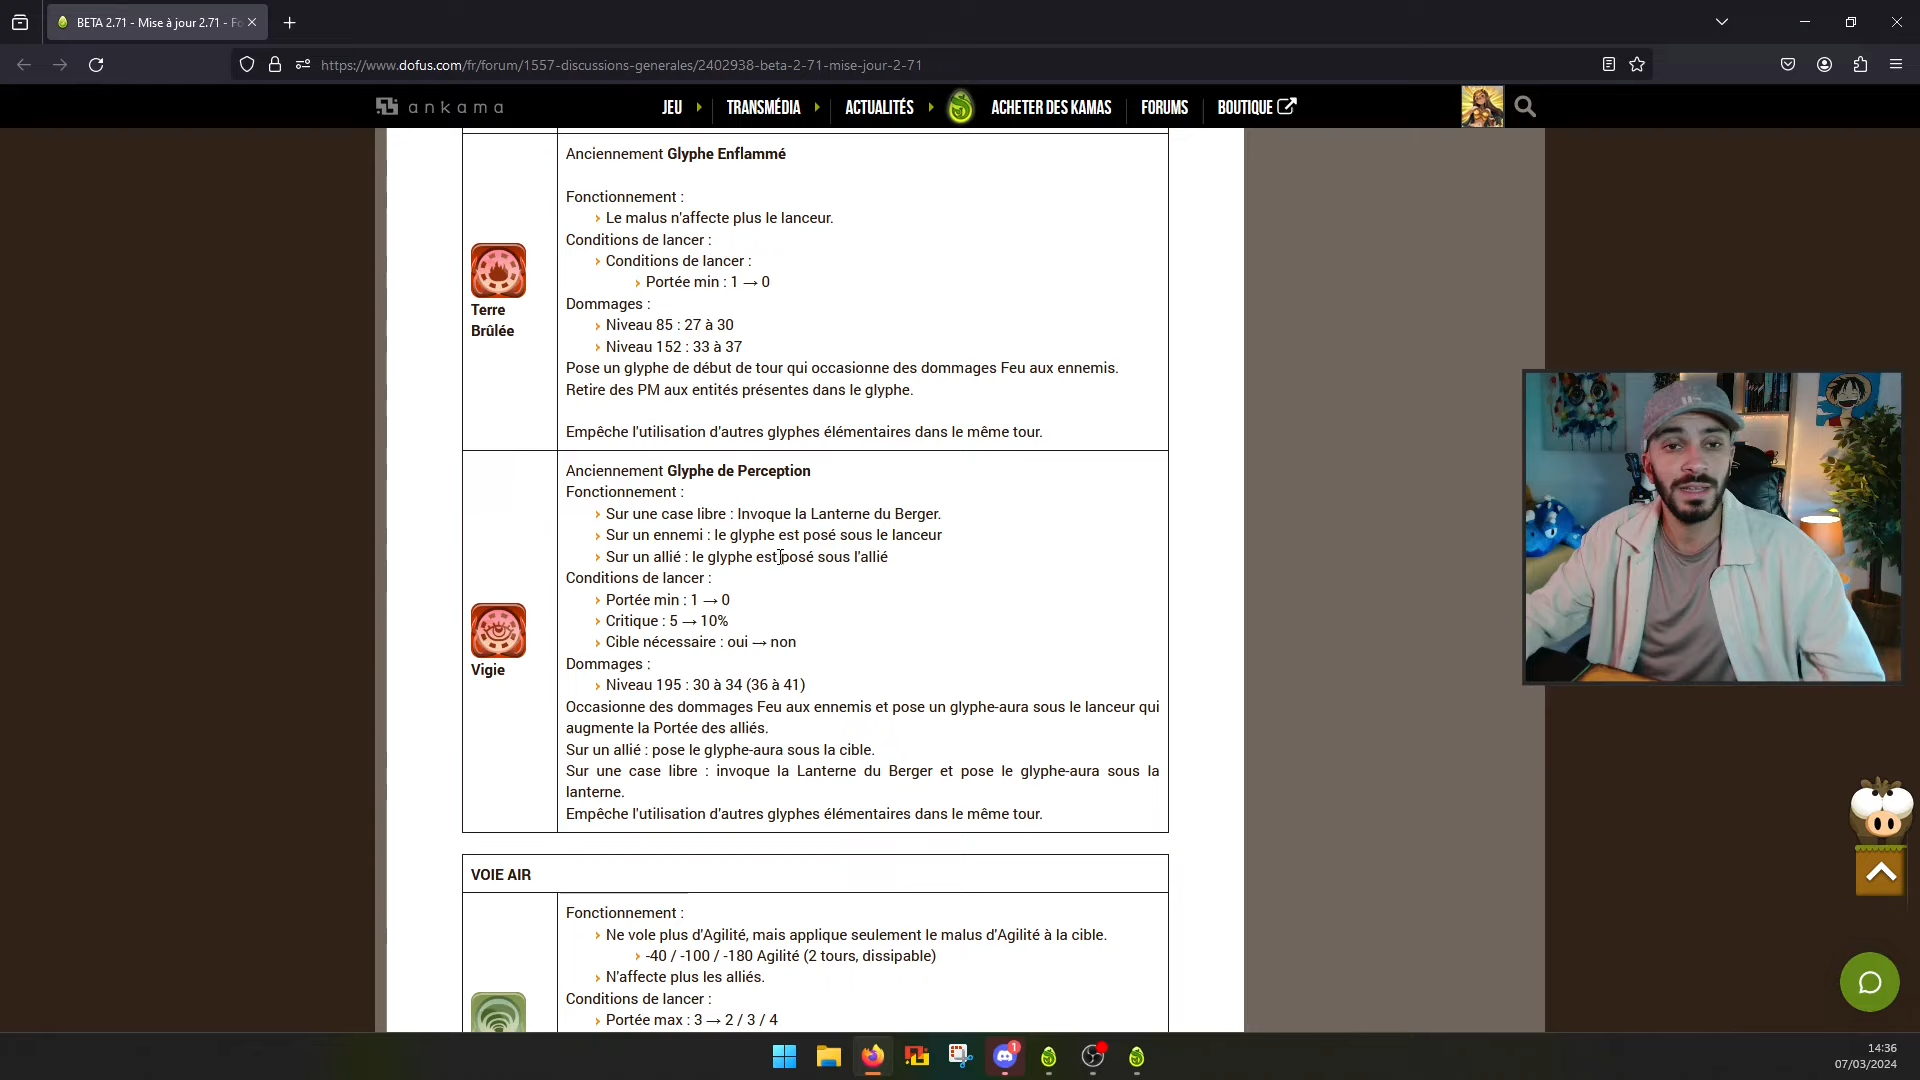 BETA 2.71 - Mise à jour 2.71 - Fo
https://www.dofus.com/fr/forum/1557-discussions-generales/2402938-beta-2-71-mise-jour-2-71
ankama
JEU
TRANSMÉDIA
ACTUALITÉS
ACHETER DES KAMAS
FORUMS
BOUTIQUE
Anciennement Glyphe Enflammé
Fonctionnement :
Le malus n'affecte plus le lanceur.
Conditions de lancer :
Conditions de lancer :
Portée min : 1 → 0
Dommages :
Niveau 85 : 27 à 30
Niveau 152 : 33 à 37
Pose un glyphe de début de tour qui occasionne des dommages Feu aux ennemis.
Retire des PM aux entités présentes dans le glyphe.
Empêche l'utilisation d'autres glyphes élémentaires dans le même tour.
Terre
Brûlée
Anciennement Glyphe de Perception
Fonctionnement :
Sur une case libre : Invoque la Lanterne du Berger.
Sur un ennemi : le glyphe est posé sous le lanceur
Sur un allié : le glyphe est posé sous l'allié
Conditions de lancer :
Portée min : 1 → 0
Critique : 5 → 10%
Cible nécessaire : oui → non
Dommages :
Niveau 195 : 30 à 34 (36 à 41)
Occasionne des dommages Feu aux ennemis et pose un glyphe-aura sous le lanceur qui
augmente la Portée des alliés.
Sur un allié : pose le glyphe-aura sous la cible.
Sur une case libre : invoque la Lanterne du Berger et pose le glyphe-aura sous la
lanterne.
Empêche l'utilisation d'autres glyphes élémentaires dans le même tour.
Vigie
VOIE AIR
Fonctionnement :
Ne vole plus d'Agilité, mais applique seulement le malus d'Agilité à la cible.
-40 / -100 / -180 Agilité (2 tours, dissipable)
N'affecte plus les alliés.
Conditions de lancer :
Portée max : 3 → 2 / 3 / 4
1
14:36
07/03/2024